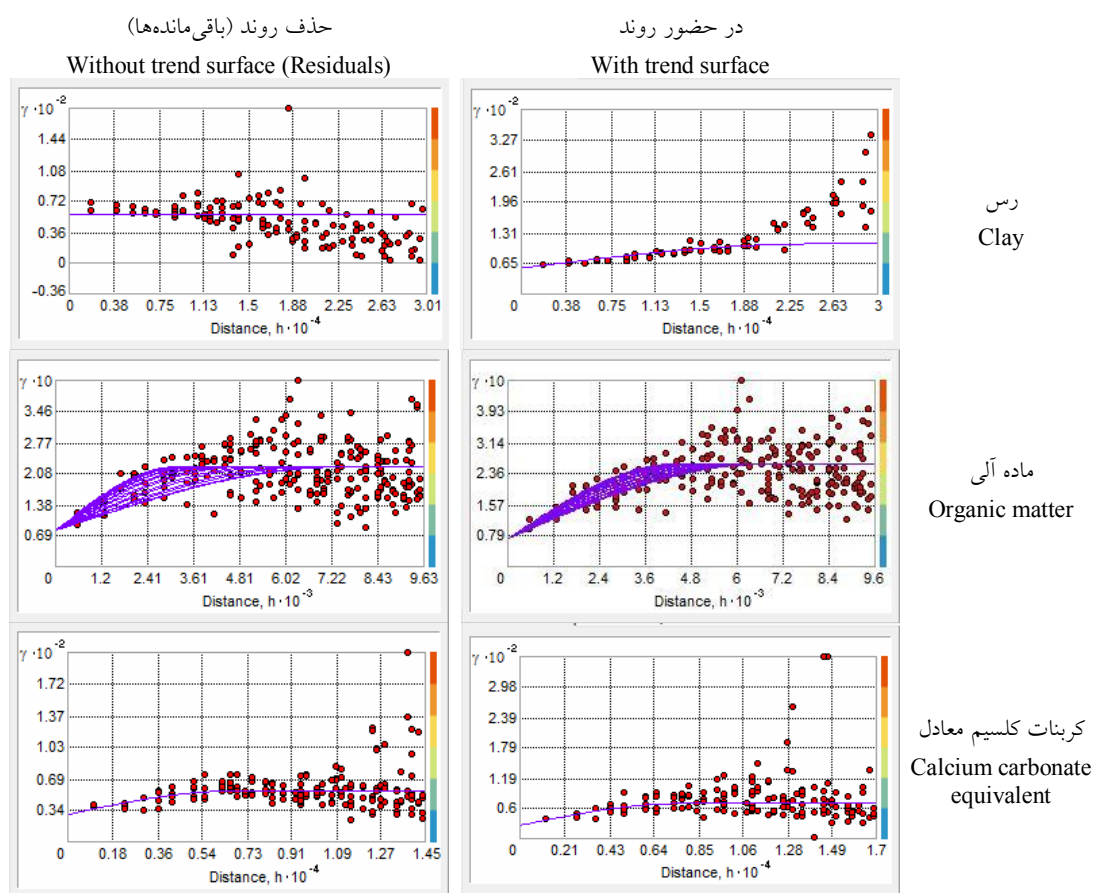 حذف روند (باقی‌مانده‌ها)
در حضور روند
Without trend surface (Residuals)
With trend surface
γ·10⁻²
1.44
1.08
0.72
0.36
0
-0.36
0 0.38 0.75 1.13 1.5 1.88 2.25 2.63 3.01
Distance, h·10⁻⁴
γ·10⁻²
3.27
2.61
1.96
1.31
0.65
0 0.38 0.75 1.13 1.5 1.88 2.25 2.63 3
Distance, h·10⁻⁴
رس
Clay
γ·10
3.46
2.77
2.08
1.38
0.69
0 1.2 2.41 3.61 4.81 6.02 7.22 8.43 9.63
Distance, h·10⁻³
γ·10
3.93
3.14
2.36
1.57
0.79
0 1.2 2.4 3.6 4.8 6 7.2 8.4 9.6
Distance, h·10⁻³
ماده آلی
Organic matter
γ·10⁻²
1.72
1.37
1.03
0.69
0.34
0 0.18 0.36 0.54 0.73 0.91 1.09 1.27 1.45
Distance, h·10⁻⁴
γ·10⁻²
2.98
2.39
1.79
1.19
0.6
0 0.21 0.43 0.64 0.85 1.06 1.28 1.49 1.7
Distance, h·10⁻⁴
کربنات کلسیم معادل
Calcium carbonate
equivalent